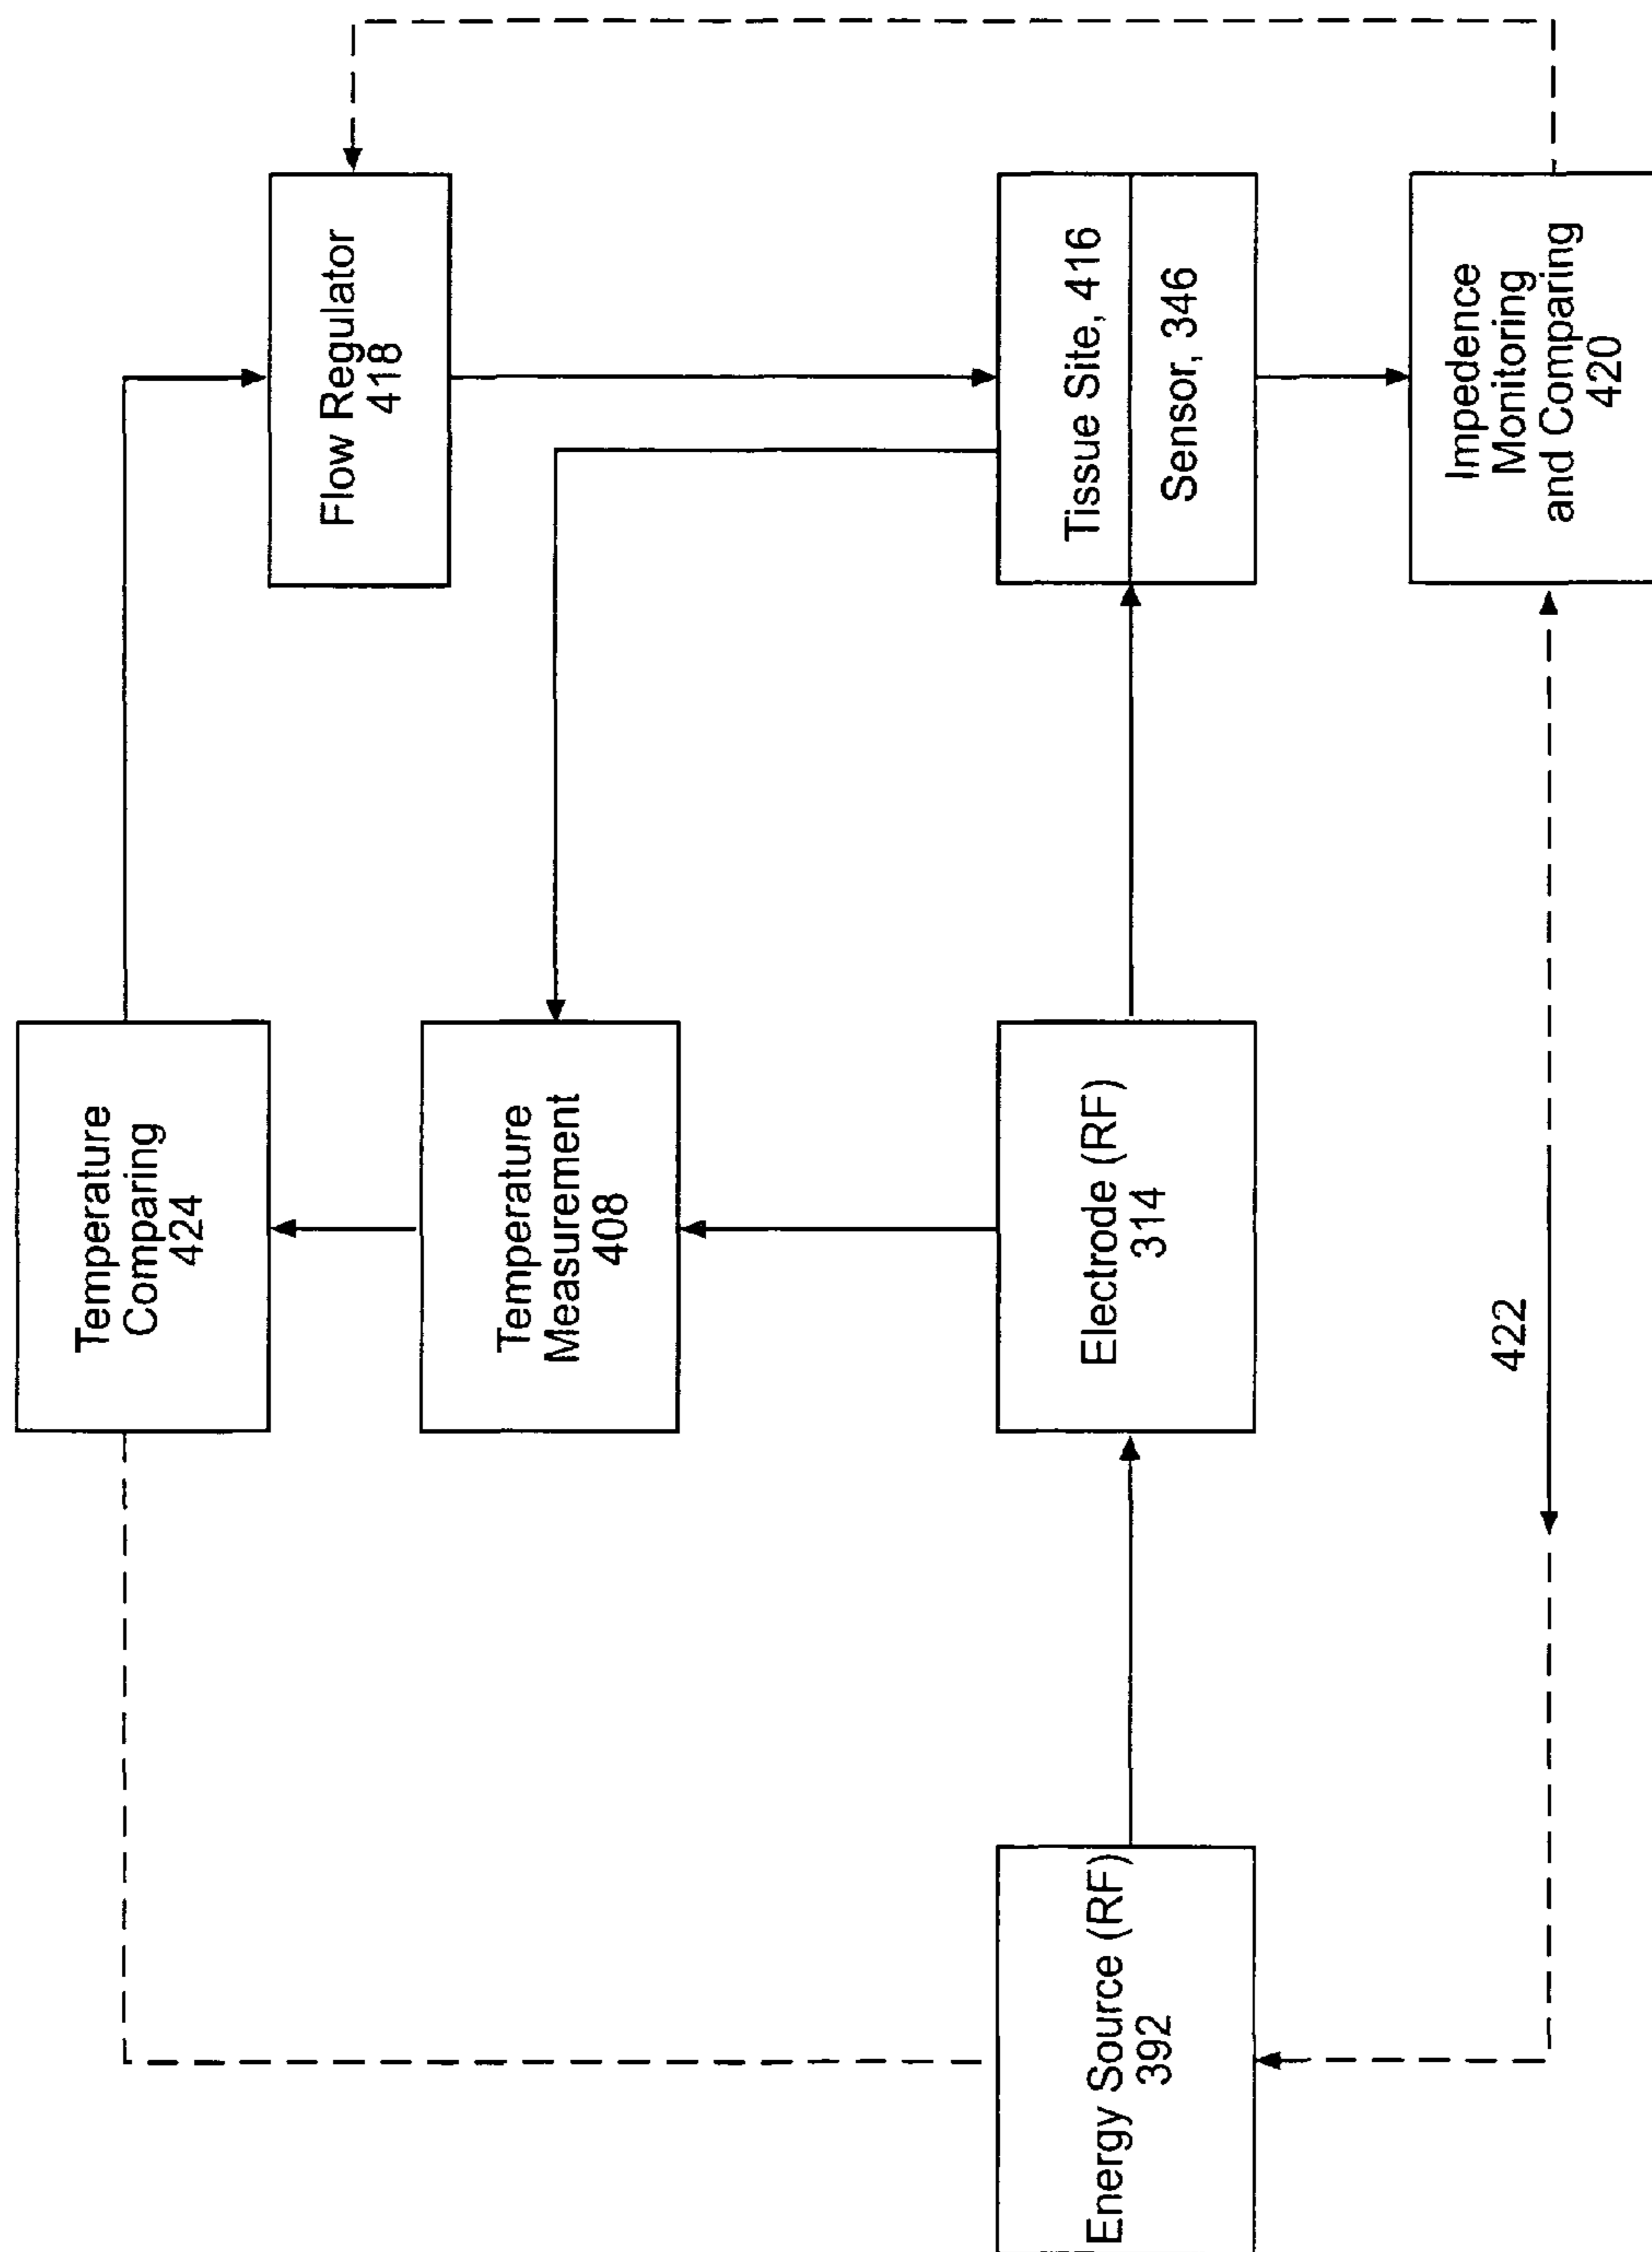 Temperature
Comparing
424
Flow Regulator
418
Temperature
Measurement
408
Energy Source (RF)
392
Electrode (RF)
314
Tissue Site, 416
Sensor, 346
422
Impedence
Monitoring
and Comparing
420